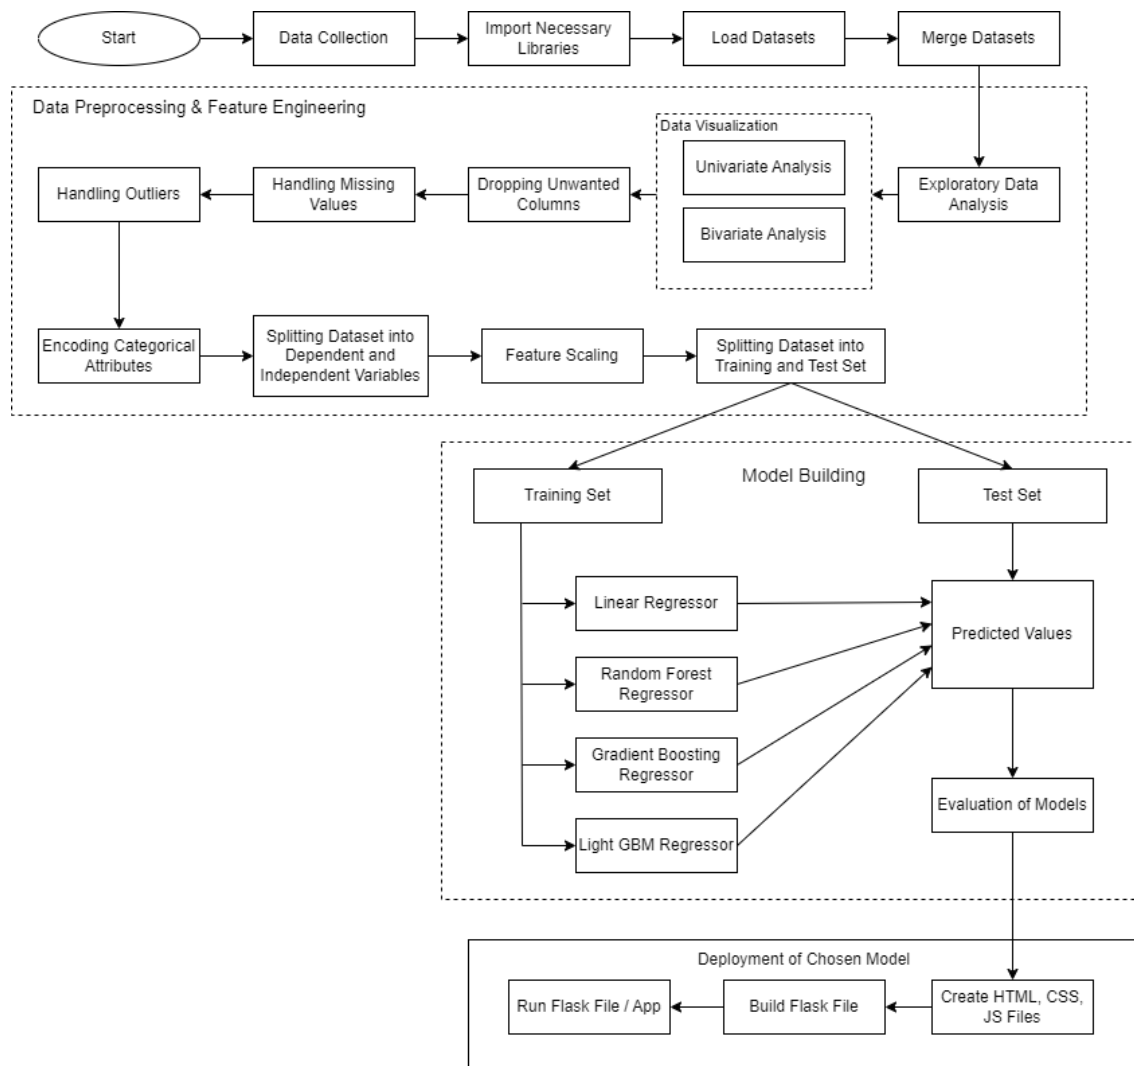 Start
Data Collection
Import Necessary
Libraries
Load Datasets
Merge Datasets
Data Preprocessing & Feature Engineering
Data Visualization
Univariate Analysis
Bivariate Analysis
Exploratory Data
Analysis
Dropping Unwanted
Columns
Handling Missing
Values
Handling Outliers
Encoding Categorical
Attributes
Splitting Dataset into
Dependent and
Independent Variables
Feature Scaling
Splitting Dataset into
Training and Test Set
Model Building
Training Set
Test Set
Linear Regressor
Random Forest
Regressor
Gradient Boosting
Regressor
Light GBM Regressor
Predicted Values
Evaluation of Models
Deployment of Chosen Model
Create HTML, CSS,
JS Files
Build Flask File
Run Flask File / App